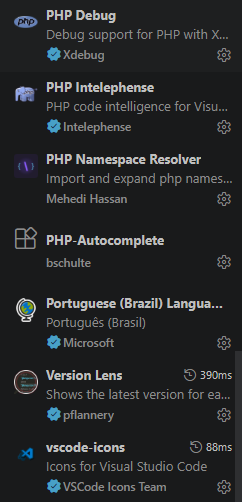 PHP Debug
Debug support for PHP with X...
Xdebug
PHP Intelephense
PHP code intelligence for Visu...
Intelephense
PHP Namespace Resolver
Import and expand php names...
Mehedi Hassan
PHP-Autocomplete
bschulte
Portuguese (Brazil) Langua...
Português (Brasil)
Microsoft
Version Lens 390ms
Shows the latest version for ea...
pflannery
vscode-icons 88ms
Icons for Visual Studio Code
VSCode Icons Team